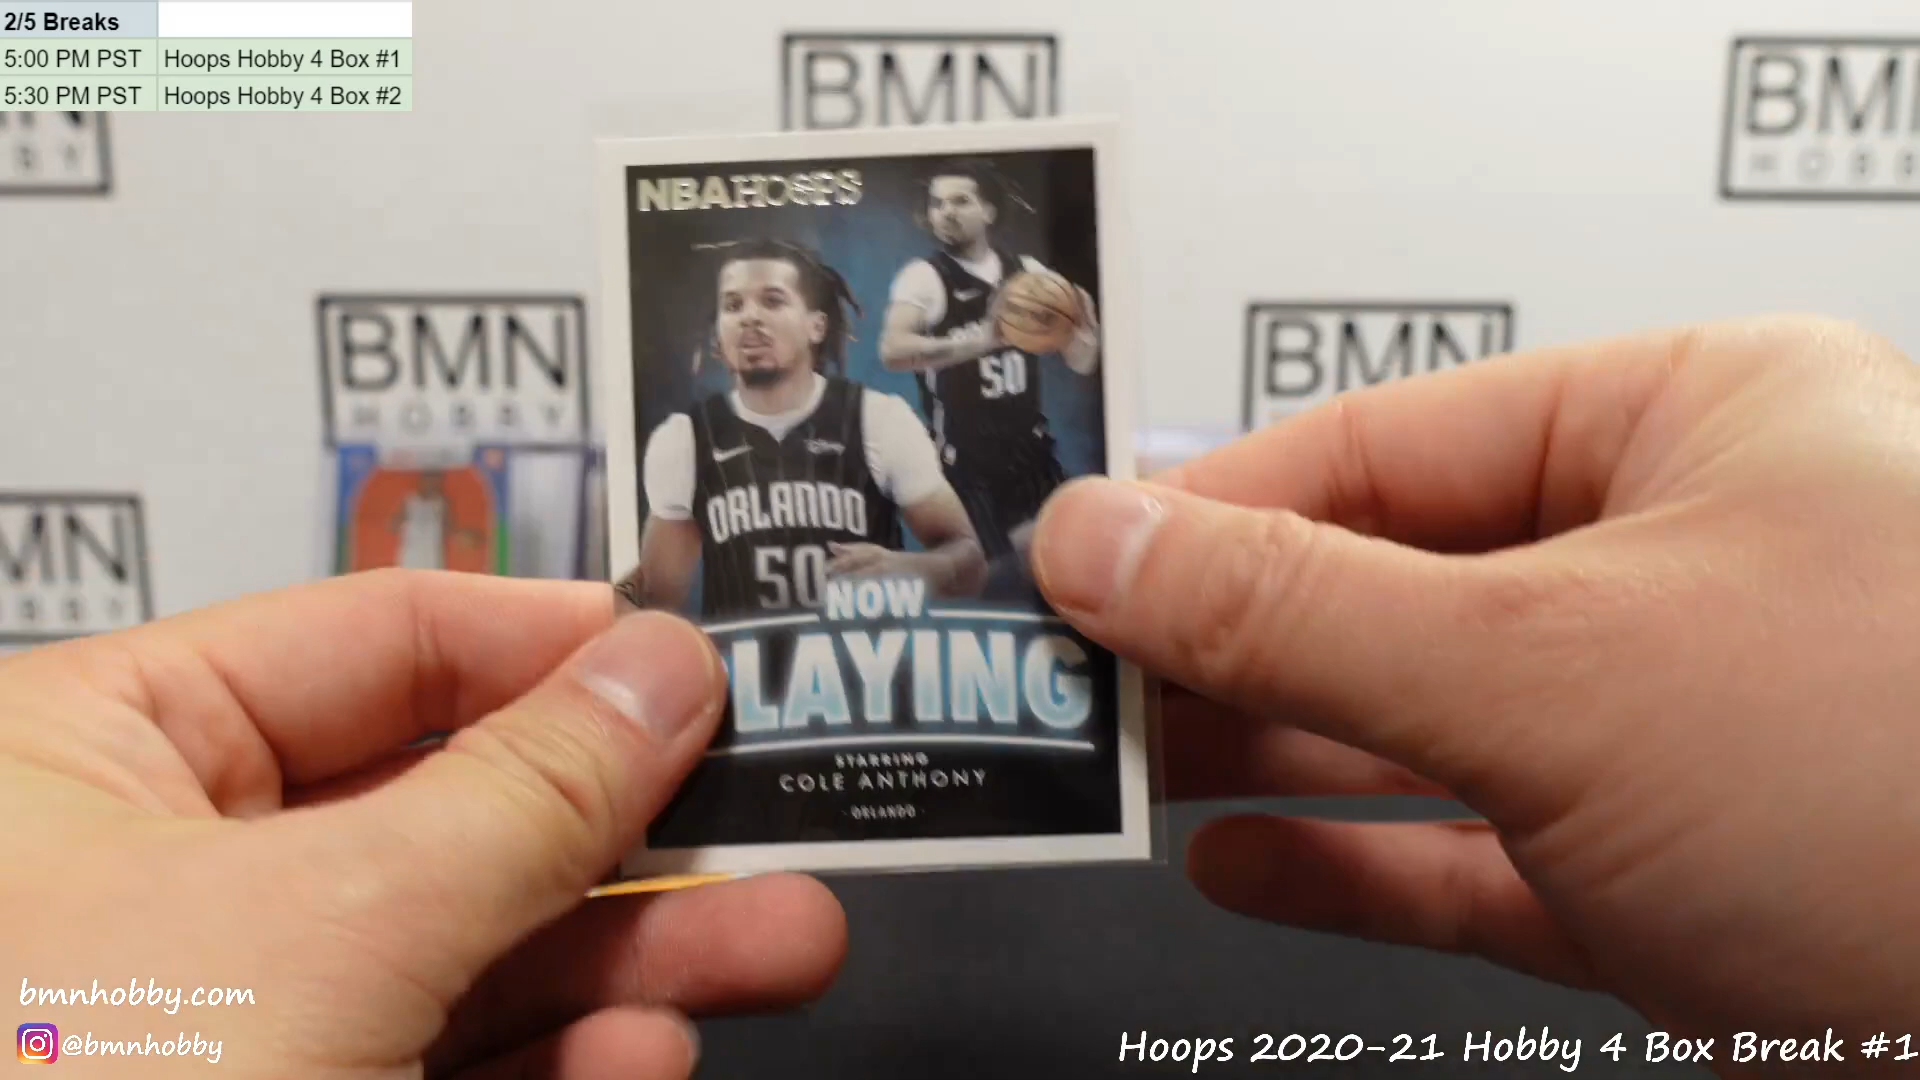 2/5 Breaks
5:00 PM PST Hoops Hobby 4 Box #1
5:30 PM PST Hoops Hobby 4 Box #2
BMN
BMN
HOBBY
BMN
HOBBY
BMN
NBA HOOPS
50
ORLANDO
50
NOW
PLAYING
STARRING
COLE ANTHONY
ORLANDO
bmnhobby.com
@bmnhobby
Hoops 2020-21 Hobby 4 Box Break #1